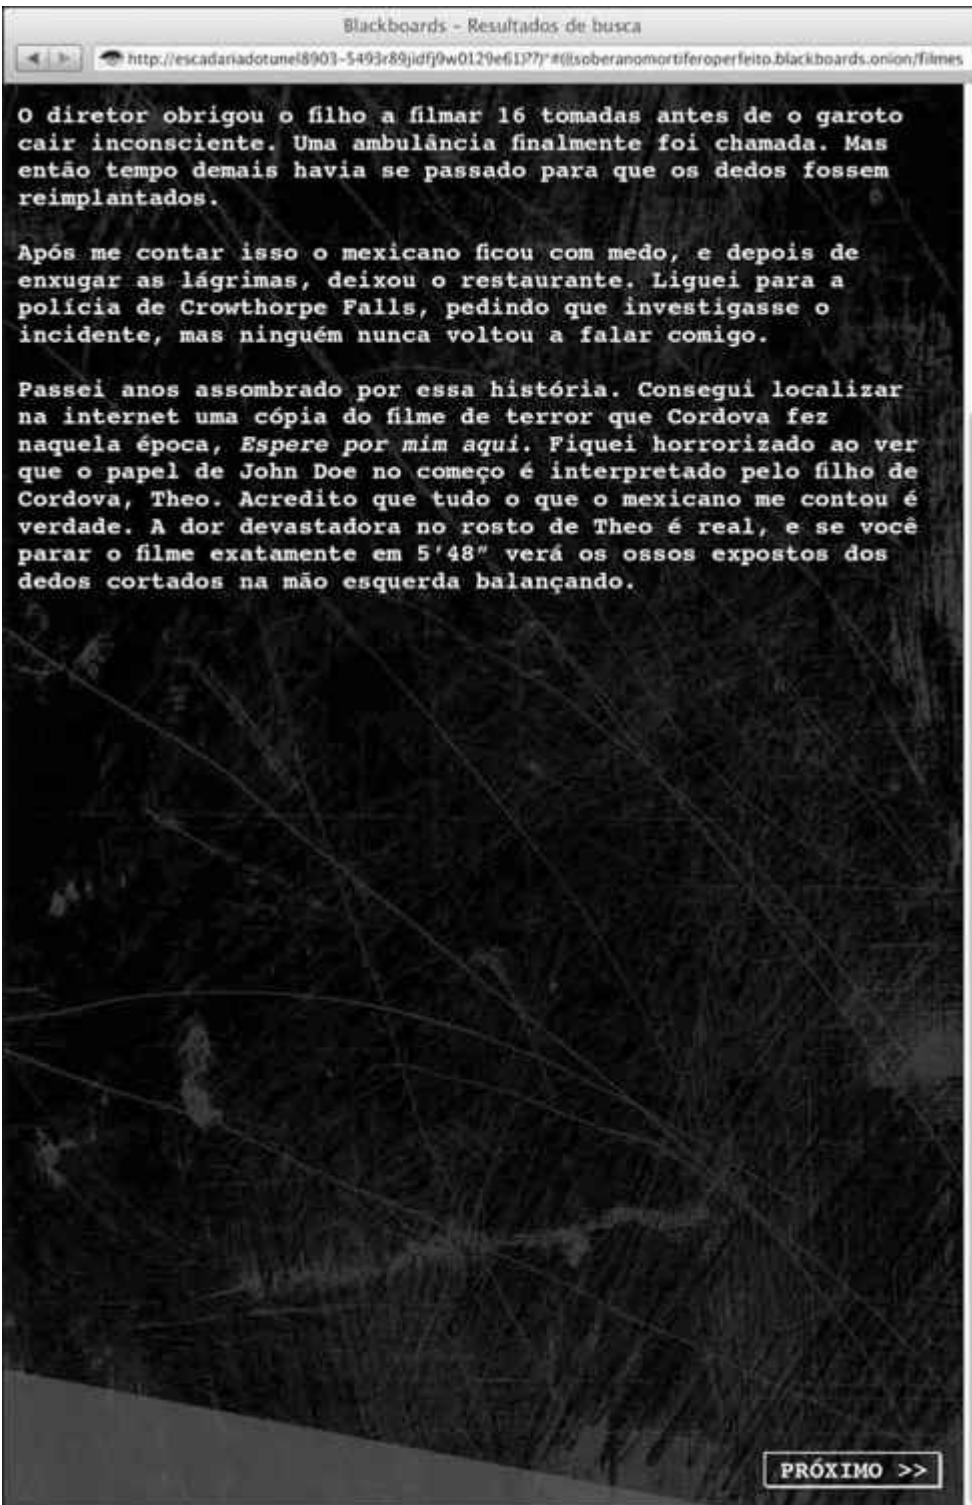 Blackboards - Resultados de busca
O diretor obrigou o filho a filmar 16 tomadas antes de o garoto
cair inconsciente. Uma ambulância finalmente foi chamada. Mas
então tempo demais havia se passado para que os dedos fossem
reimplantados.
Após me contar isso o mexicano ficou com medo, e depois de
enxugar as lágrimas, deixou o restaurante. Liguei para a
polícia de Crowthorpe Falls, pedindo que investigasse o
incidente, mas ninguém nunca voltou a falar comigo.
Passei anos assombrado por essa história. Consegui localizar
na internet uma cópia do filme de terror que Cordova fez
naquela época, Espere por mim aqui. Fiquei horrorizado ao ver
que o papel de John Doe no começo é interpretado pelo filho de
Cordova, Theo. Acredito que tudo o que o mexicano me contou é
verdade. A dor devastadora no rosto de Theo é real, e se você
parar o filme exatamente em 5'48" verá os ossos expostos dos
dedos cortados na mão esquerda balançando.
PRÓXIMO >>